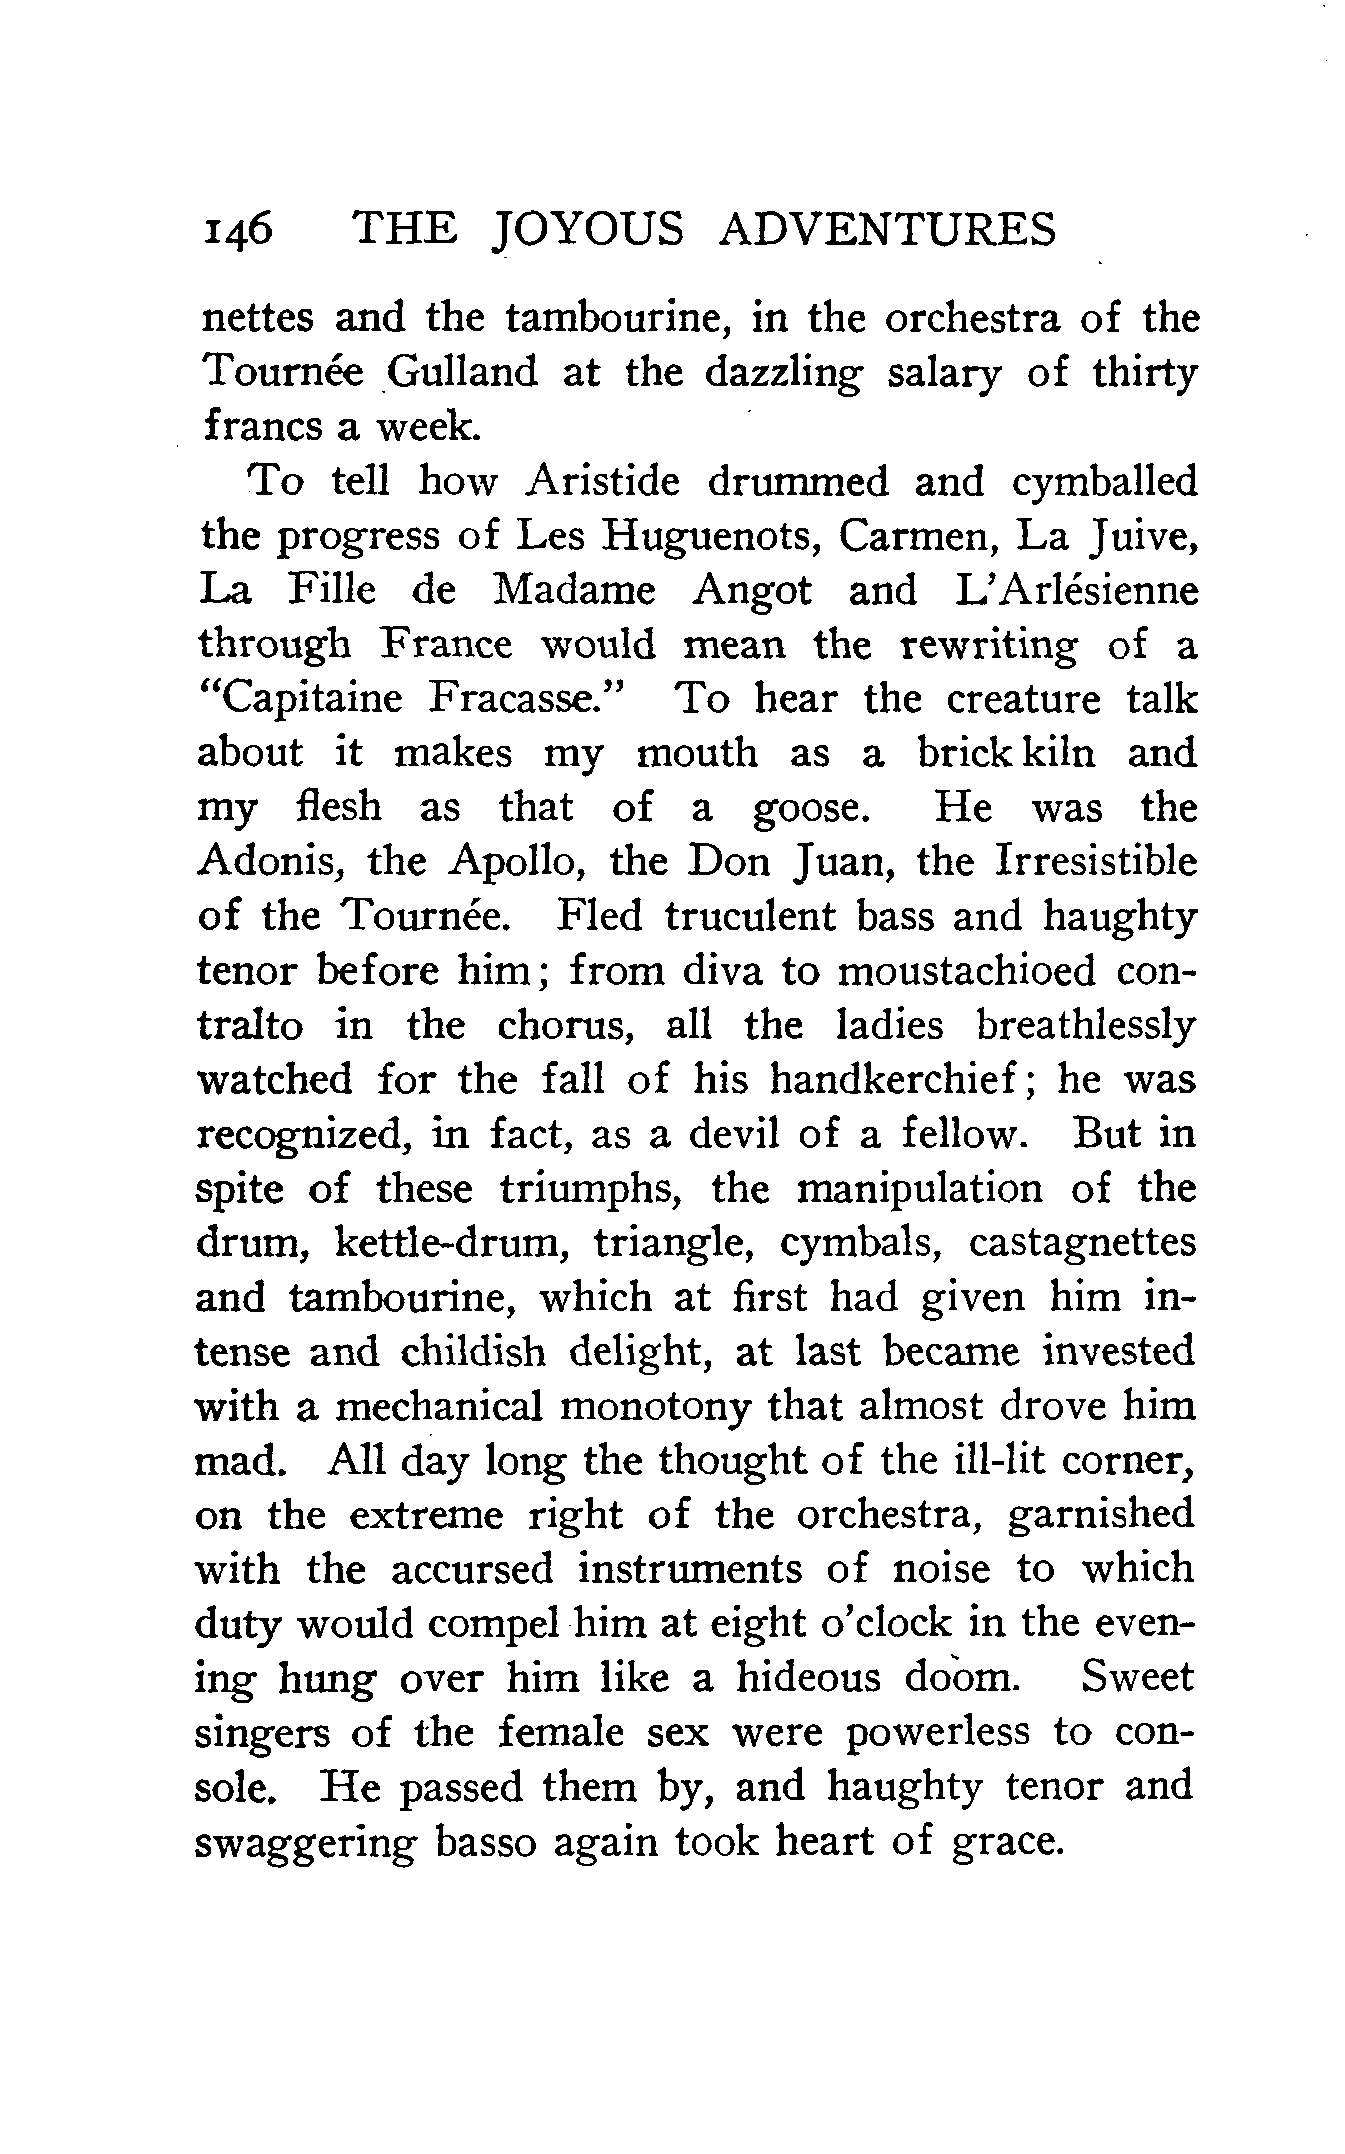 146 THE JOYOUS ADVENTURES
nettes and the tambourine, in the orchestra of the
Tournée Gulland at the dazzling salary of thirty
francs a week.
To tell how Aristide drummed and cymballed
the progress of Les Huguenots, Carmen, La Juive,
La Fille de Madame Angot and L'Arlésienne
through France would mean the rewriting of a
"Capitaine Fracasse." To hear the creature talk
about it makes my mouth as a brick kiln and
my flesh as that of a goose. He was the
Adonis, the Apollo, the Don Juan, the Irresistible
of the Tournée. Fled truculent bass and haughty
tenor before him; from diva to moustachioed con-
tralto in the chorus, all the ladies breathlessly
watched for the fall of his handkerchief; he was
recognized, in fact, as a devil of a fellow. But in
spite of these triumphs, the manipulation of the
drum, kettle-drum, triangle, cymbals, castagnettes
and tambourine, which at first had given him in-
tense and childish delight, at last became invested
with a mechanical monotony that almost drove him
mad. All day long the thought of the ill-lit corner,
on the extreme right of the orchestra, garnished
with the accursed instruments of noise to which
duty would compel him at eight o'clock in the even-
ing hung over him like a hideous doom. Sweet
singers of the female sex were powerless to con-
sole. He passed them by, and haughty tenor and
swaggering basso again took heart of grace.